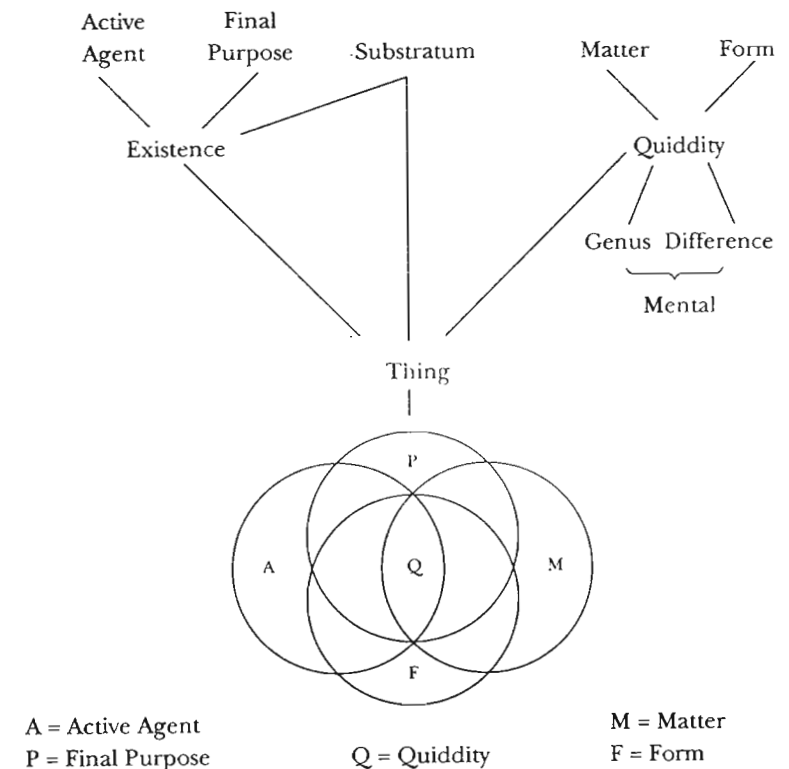 Active Agent
Final Purpose
Substratum
Matter
Form
Existence
Quiddity
Genus Difference
Mental
Thing
P
A Q M
F
A = Active Agent
P = Final Purpose
Q = Quiddity
M = Matter
F = Form